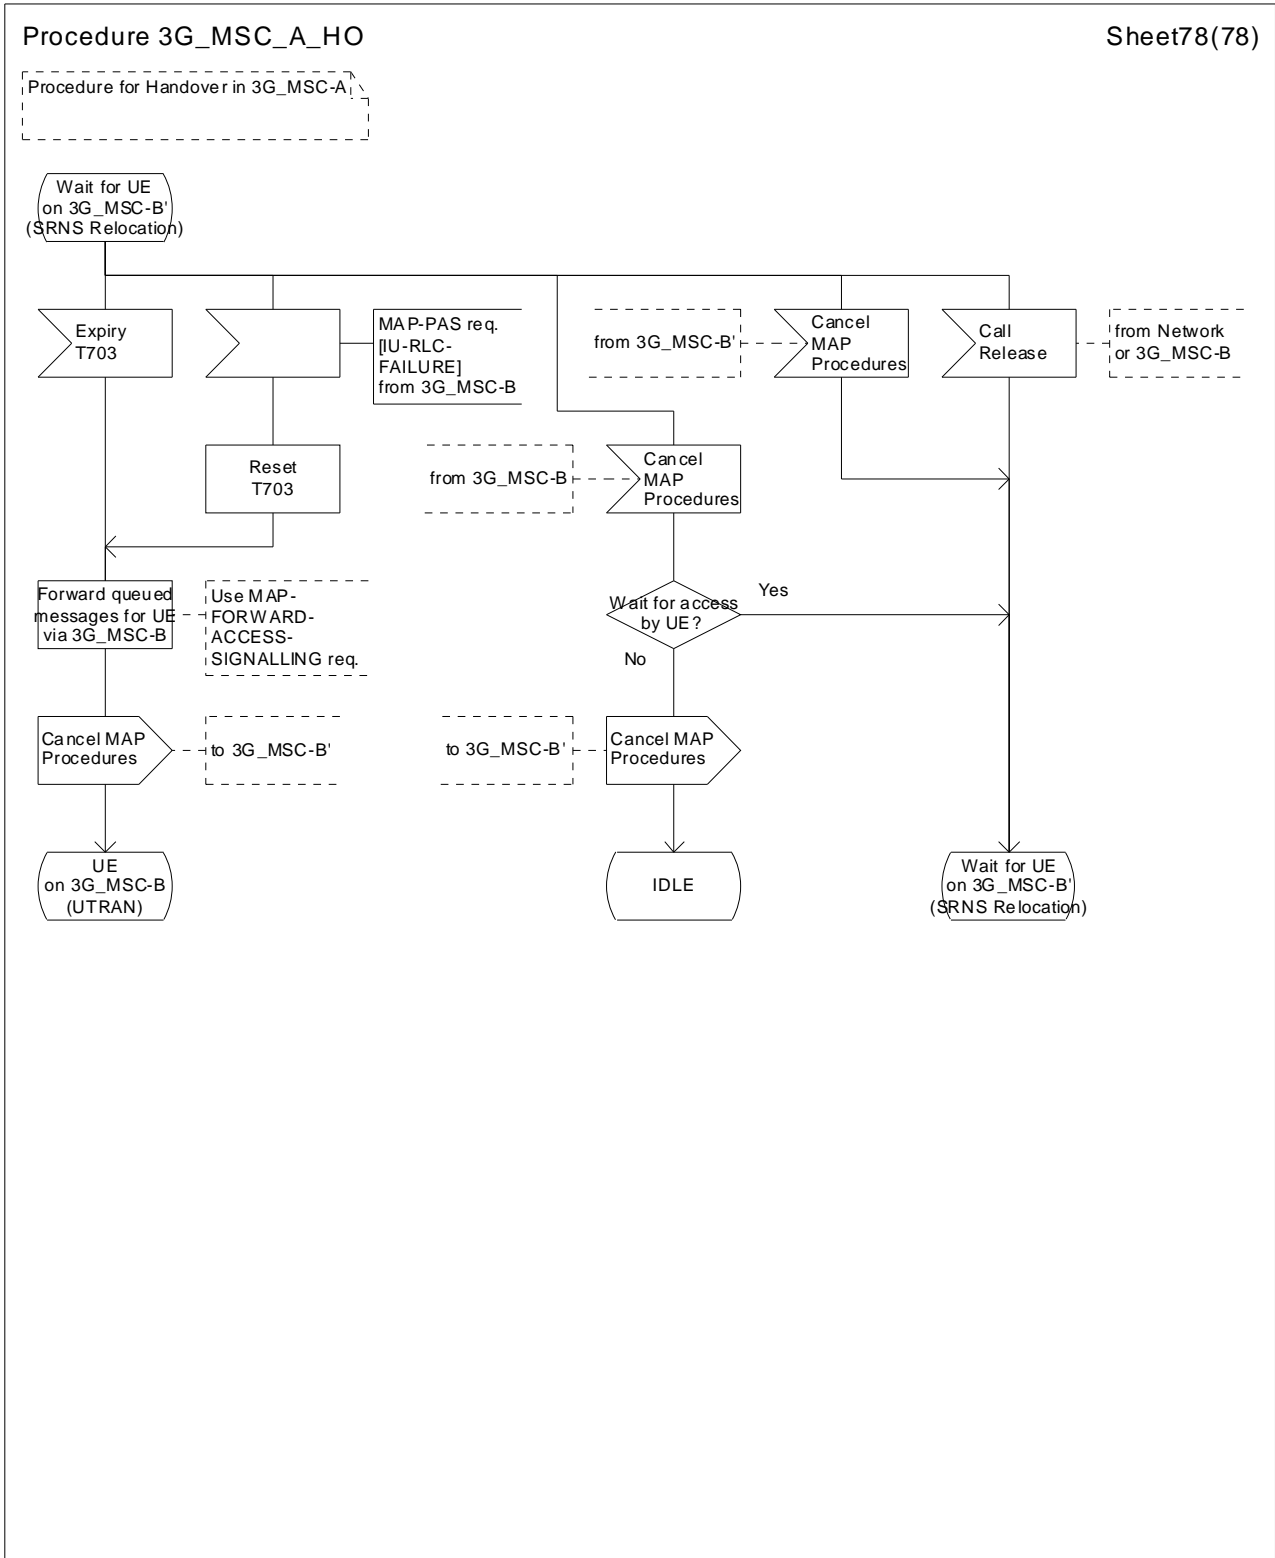 Procedure 3G_MSC_A_HO
Sheet78(78)
Procedure for Handover in 3G_MSC-A
Wait for UE
on 3G_MSC-B'
(SRNS Relocation)
Expiry
T703
MAP-PAS req.
[IU-RLC-
FAILURE]
from 3G_MSC-B
from 3G_MSC-B'
Cancel
MAP
Procedures
Call
Release
from Network
or 3G_MSC-B
Reset
T703
from 3G_MSC-B
Cancel
MAP
Procedures
Forward queued
messages for UE
via 3G_MSC-B
Use MAP-
FORWARD-
ACCESS-
SIGNALLING req.
Wait for access
by UE?
Yes
No
Cancel MAP
Procedures
to 3G_MSC-B'
to 3G_MSC-B'
Cancel MAP
Procedures
UE
on 3G_MSC-B
(UTRAN)
IDLE
Wait for UE
on 3G_MSC-B'
(SRNS Relocation)